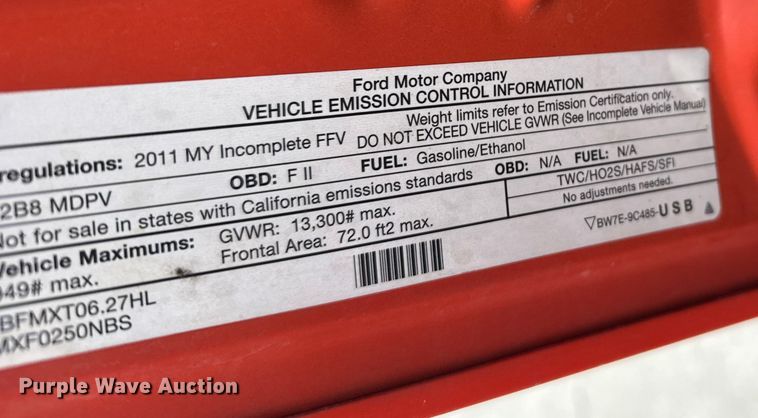 Ford Motor Company
VEHICLE EMISSION CONTROL INFORMATION
Weight limits refer to Emission Certification only.
regulations: 2011 MY Incomplete FFV DO NOT EXCEED VEHICLE GVWR (See Incomplete Vehicle Manual)
2B8 MDPV OBD: F II FUEL: Gasoline/Ethanol OBD: N/A FUEL: N/A
Not for sale in states with California emissions standards TWC/HO2S/HAFS/SFI
Vehicle Maximums: GVWR: 13,300# max. No adjustments needed.
949# max. Frontal Area: 72.0 ft2 max. ▽BW7E-9C485-USB
BFMXT06.27HL
MXF0250NBS
Purple Wave Auction